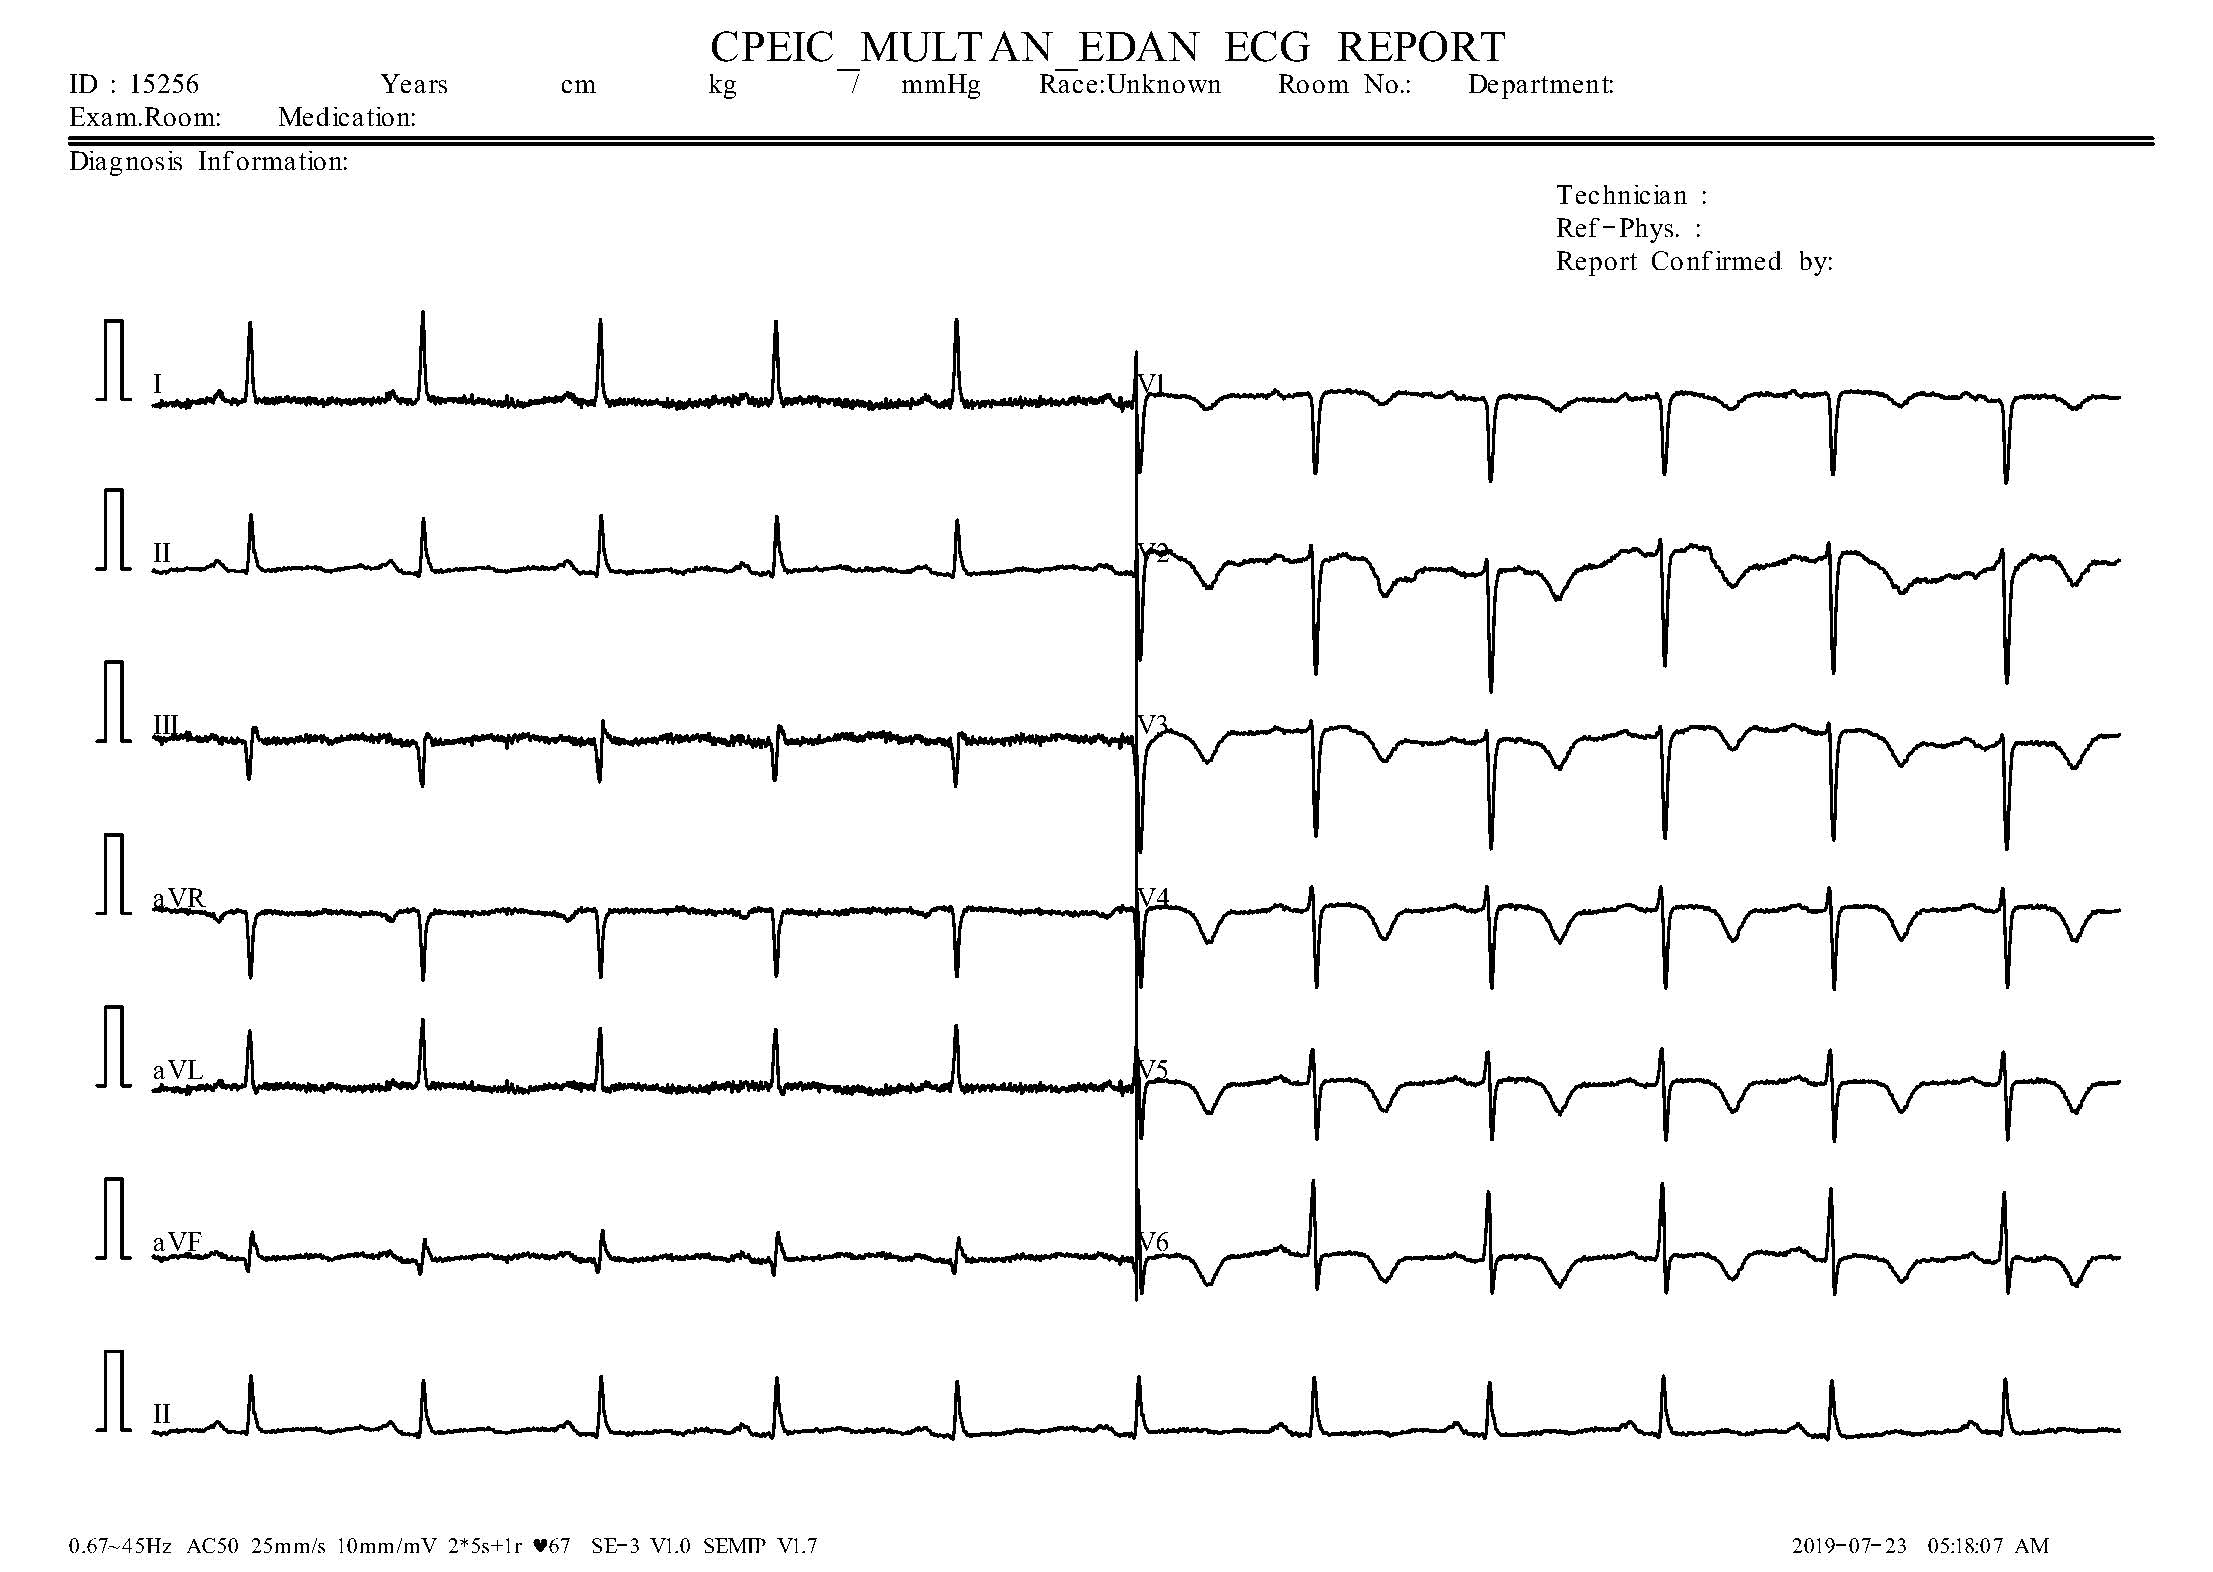 CPEIC_MULTAN_EDAN ECG REPORT
ID : 15256 Years cm kg / mmHg Race:Unknown Room No.: Department:
Exam.Room: Medication:
Diagnosis Information:
Technician :
Ref-Phys. :
Report Confirmed by:
I V1
II V2
III V3
aVR V4
aVL V5
aVF V6
II
0.67~45Hz AC50 25mm/s 10mm/mV 2*5s+1r ♥67 SE-3 V1.0 SEMIP V1.7 2019-07-23 05:18:07 AM